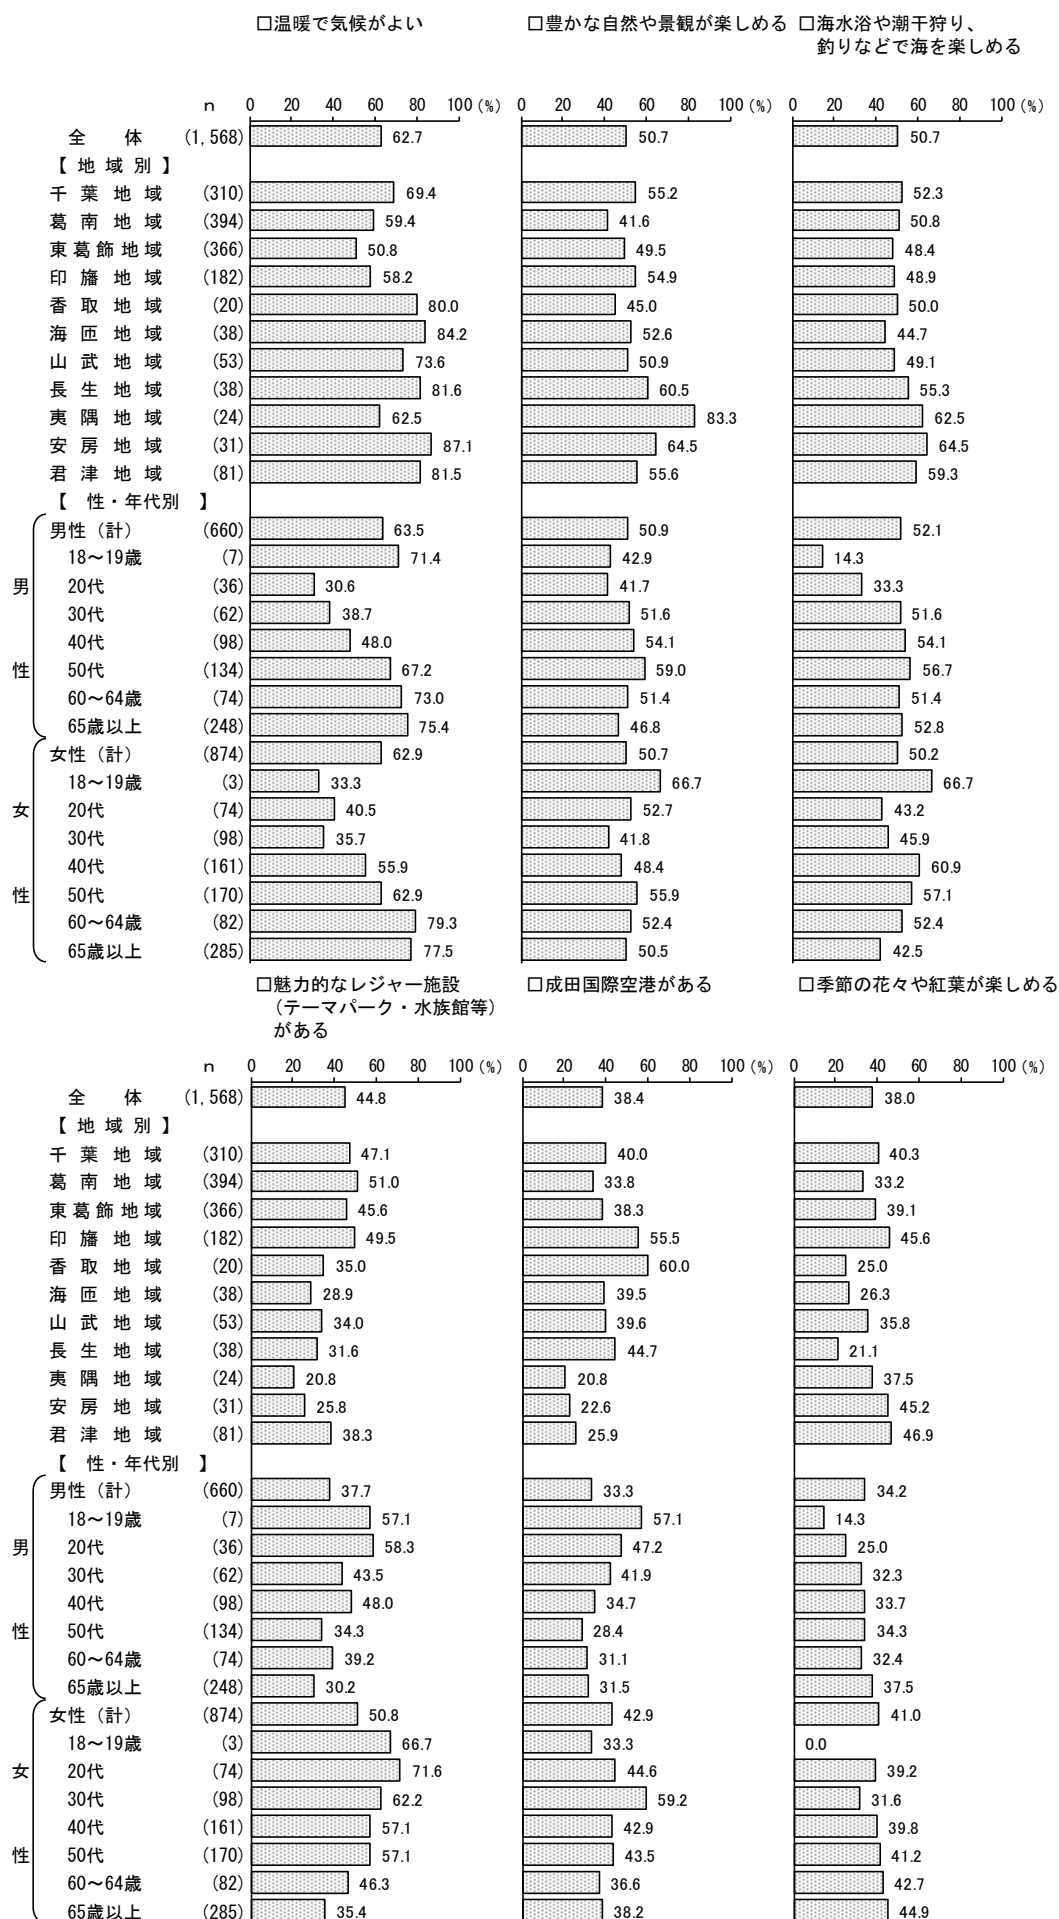 □温暖で気候がよい □豊かな自然や景観が楽しめる □海水浴や潮干狩り、
釣りなどで海を楽しめる
n 0 20 40 60 80 100(%) 0 20 40 60 80 100(%) 0 20 40 60 80 100(%)
全体 (1,568) 62.7 50.7 50.7
【地域別】
千葉地域 (310) 69.4 55.2 52.3
葛南地域 (394) 59.4 41.6 50.8
東葛飾地域 (366) 50.8 49.5 48.4
印旛地域 (182) 58.2 54.9 48.9
香取地域 (20) 80.0 45.0 50.0
海匝地域 (38) 84.2 52.6 44.7
山武地域 (53) 73.6 50.9 49.1
長生地域 (38) 81.6 60.5 55.3
夷隅地域 (24) 62.5 83.3 62.5
安房地域 (31) 87.1 64.5 64.5
君津地域 (81) 81.5 55.6 59.3
【 性・年代別 】
男性（計） (660) 63.5 50.9 52.1
18～19歳 (7) 71.4 42.9 14.3
男 20代 (36) 30.6 41.7 33.3
30代 (62) 38.7 51.6 51.6
40代 (98) 48.0 54.1 54.1
性 50代 (134) 67.2 59.0 56.7
60～64歳 (74) 73.0 51.4 51.4
65歳以上 (248) 75.4 46.8 52.8
女性（計） (874) 62.9 50.7 50.2
18～19歳 (3) 33.3 66.7 66.7
女 20代 (74) 40.5 52.7 43.2
30代 (98) 35.7 41.8 45.9
40代 (161) 55.9 48.4 60.9
性 50代 (170) 62.9 55.9 57.1
60～64歳 (82) 79.3 52.4 52.4
65歳以上 (285) 77.5 50.5 42.5
□魅力的なレジャー施設 □成田国際空港がある □季節の花々や紅葉が楽しめる
（テーマパーク・水族館等）
がある
n 0 20 40 60 80 100(%) 0 20 40 60 80 100(%) 0 20 40 60 80 100(%)
全体 (1,568) 44.8 38.4 38.0
【地域別】
千葉地域 (310) 47.1 40.0 40.3
葛南地域 (394) 51.0 33.8 33.2
東葛飾地域 (366) 45.6 38.3 39.1
印旛地域 (182) 49.5 55.5 45.6
香取地域 (20) 35.0 60.0 25.0
海匝地域 (38) 28.9 39.5 26.3
山武地域 (53) 34.0 39.6 35.8
長生地域 (38) 31.6 44.7 21.1
夷隅地域 (24) 20.8 20.8 37.5
安房地域 (31) 25.8 22.6 45.2
君津地域 (81) 38.3 25.9 46.9
【 性・年代別 】
男性（計） (660) 37.7 33.3 34.2
18～19歳 (7) 57.1 57.1 14.3
男 20代 (36) 58.3 47.2 25.0
30代 (62) 43.5 41.9 32.3
40代 (98) 48.0 34.7 33.7
性 50代 (134) 34.3 28.4 34.3
60～64歳 (74) 39.2 31.1 32.4
65歳以上 (248) 30.2 31.5 37.5
女性（計） (874) 50.8 42.9 41.0
18～19歳 (3) 66.7 33.3 0.0
女 20代 (74) 71.6 44.6 39.2
30代 (98) 62.2 59.2 31.6
40代 (161) 57.1 42.9 39.8
性 50代 (170) 57.1 43.5 41.2
60～64歳 (82) 46.3 36.6 42.7
65歳以上 (285) 35.4 38.2 44.9